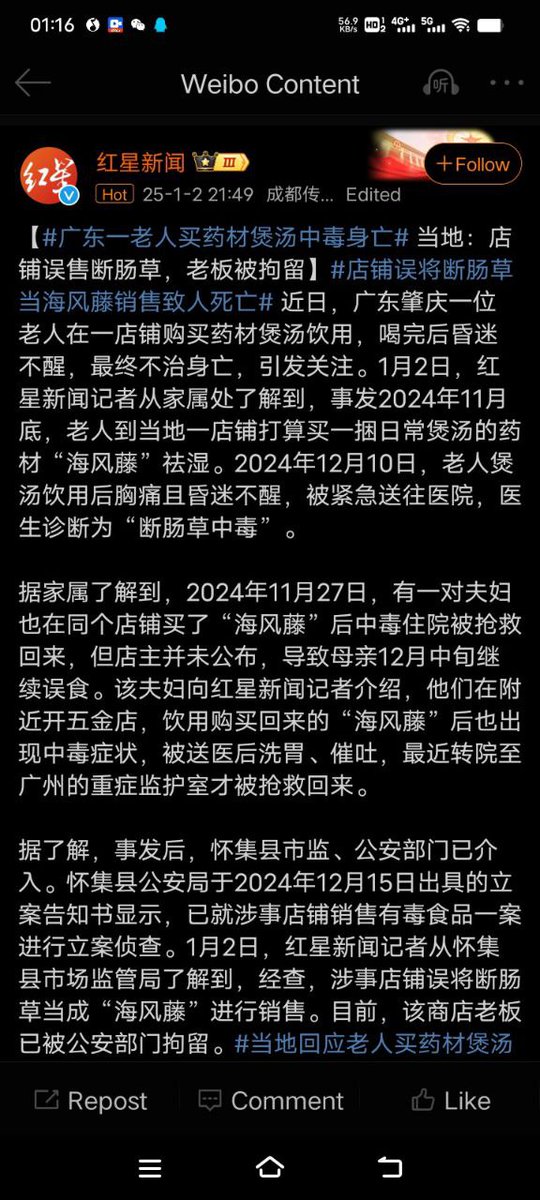 01:16
56.9 KB/s HD 1 2 4G+ 5G
Weibo Content
听
红星
红星新闻 III
+Follow
Hot 25-1-2 21:49 成都传... Edited
【#广东一老人买药材煲汤中毒身亡# 当地：店
铺误售断肠草，老板被拘留】#店铺误将断肠草
当海风藤销售致人死亡# 近日，广东肇庆一位
老人在一店铺购买药材煲汤饮用，喝完后昏迷
不醒，最终不治身亡，引发关注。1月2日，红
星新闻记者从家属处了解到，事发2024年11月
底，老人到当地一店铺打算买一捆日常煲汤的药
材“海风藤”祛湿。2024年12月10日，老人煲
汤饮用后胸痛且昏迷不醒，被紧急送往医院，医
生诊断为“断肠草中毒”。
据家属了解到，2024年11月27日，有一对夫妇
也在同个店铺买了“海风藤”后中毒住院被抢救
回来，但店主并未公布，导致母亲12月中旬继
续误食。该夫妇向红星新闻记者介绍，他们在附
近开五金店，饮用购买回来的“海风藤”后也出
现中毒症状，被送医后洗胃、催吐，最近转院至
广州的重症监护室才被抢救回来。
据了解，事发后，怀集县市监、公安部门已介
入。怀集县公安局于2024年12月15日出具的立
案告知书显示，已就涉事店铺销售有毒食品一案
进行立案侦查。1月2日，红星新闻记者从怀集
县市场监管局了解到，经查，涉事店铺误将断肠
草当成“海风藤”进行销售。目前，该商店老板
已被公安部门拘留。#当地回应老人买药材煲汤
Repost Comment Like